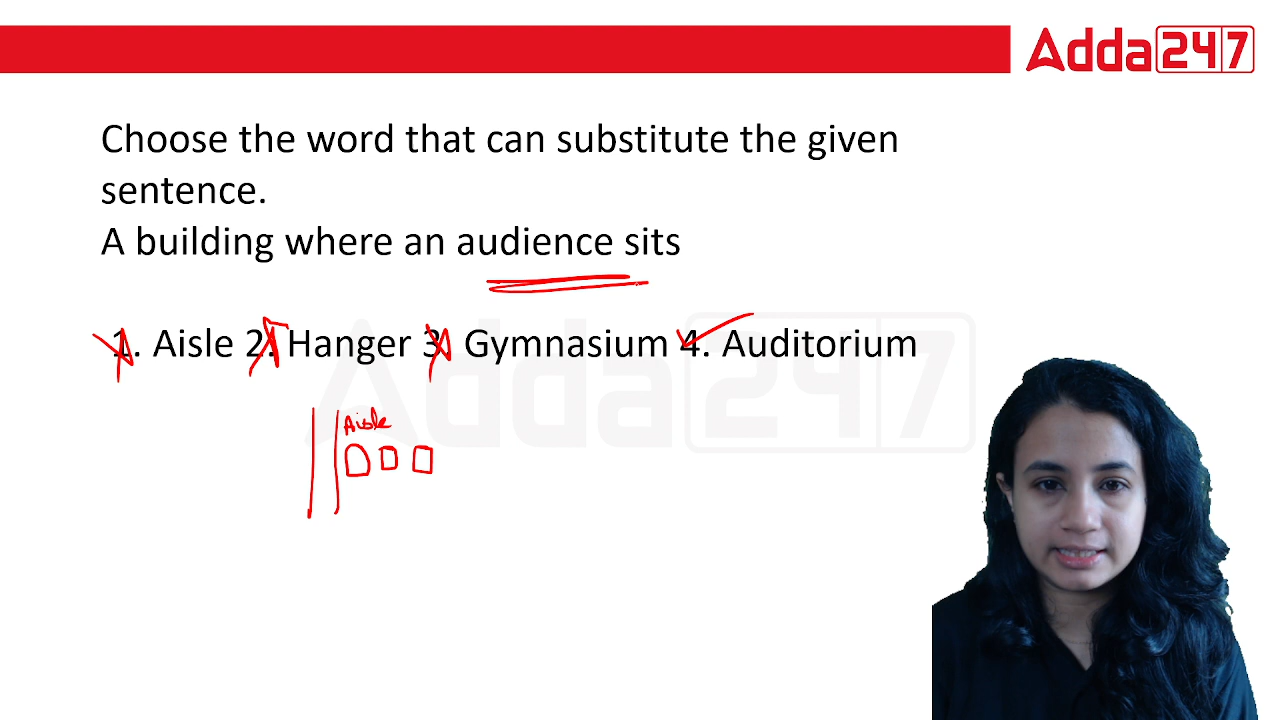 Adda247
Choose the word that can substitute the given
sentence.
A building where an audience sits
1. Aisle 2. Hanger 3. Gymnasium 4. Auditorium
Adda247
Aisle